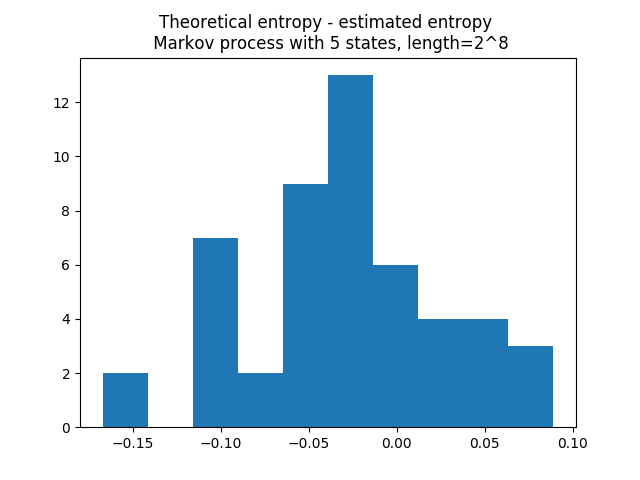 Theoretical entropy - estimated entropy
Markov process with 5 states, length=2^8
12
10
8
6
4
2
0
−0.15 −0.10 −0.05 0.00 0.05 0.10